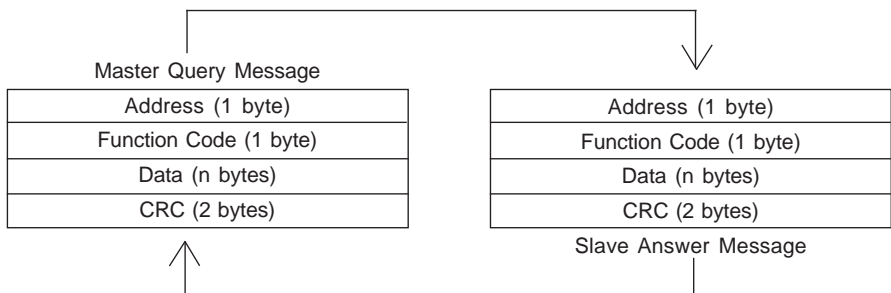 Master Query Message
Address (1 byte)
Function Code (1 byte)
Data (n bytes)
CRC (2 bytes)
Address (1 byte)
Function Code (1 byte)
Data (n bytes)
CRC (2 bytes)
Slave Answer Message